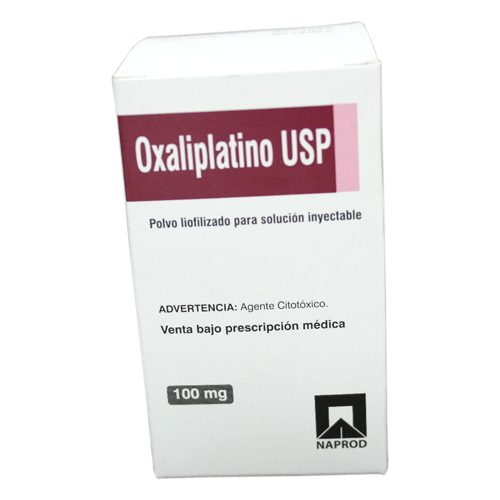 Oxaliplatino USP
Polvo liofilizado para solución inyectable
ADVERTENCIA: Agente Citotóxico.
Venta bajo prescripción médica
100 mg
NAPROD